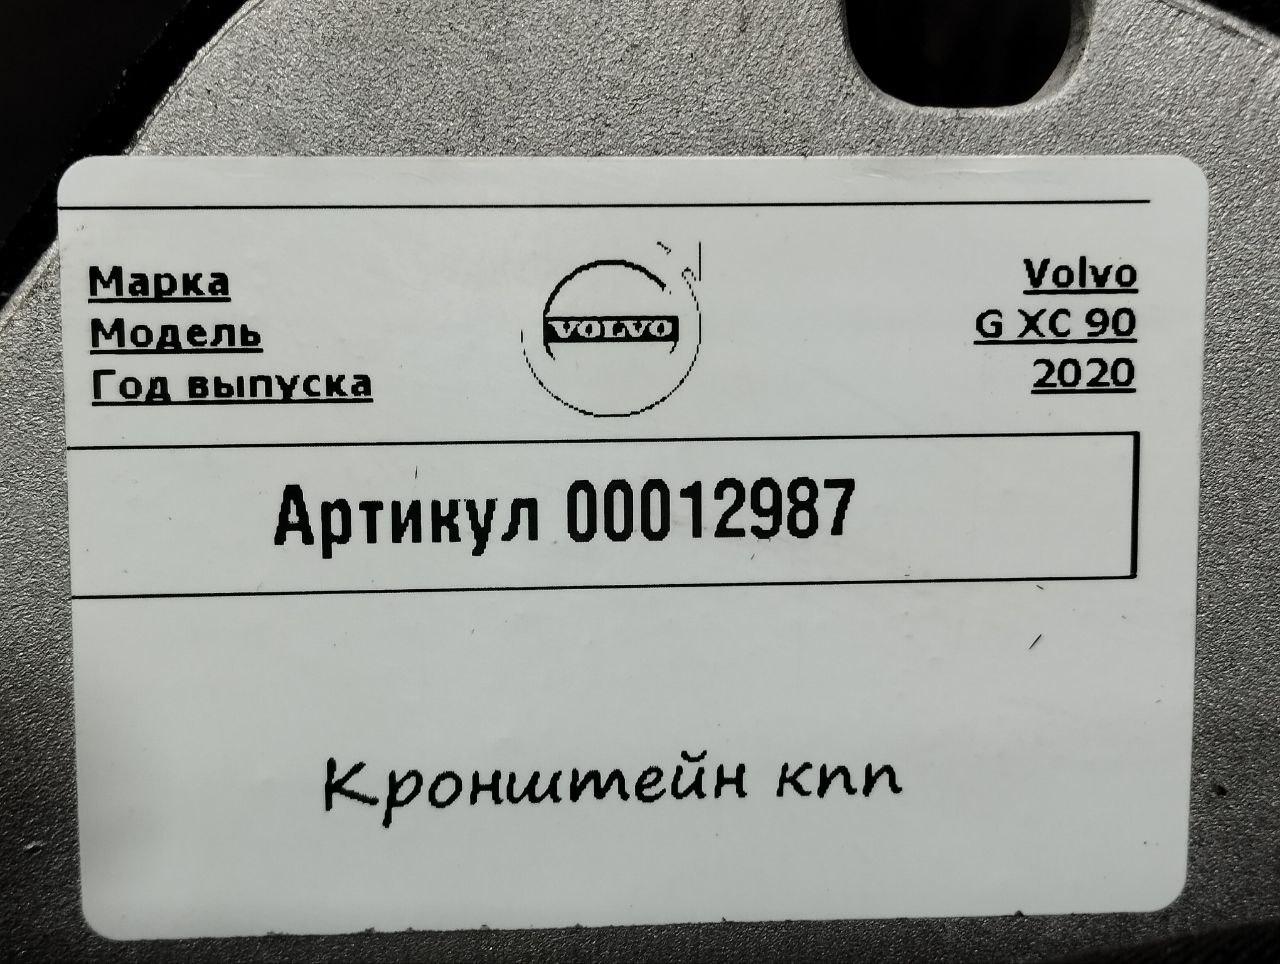 Марка Volvo
Модель G XC 90
Год выпуска 2020
VOLVO
Артикул 00012987
Кронштейн кпп